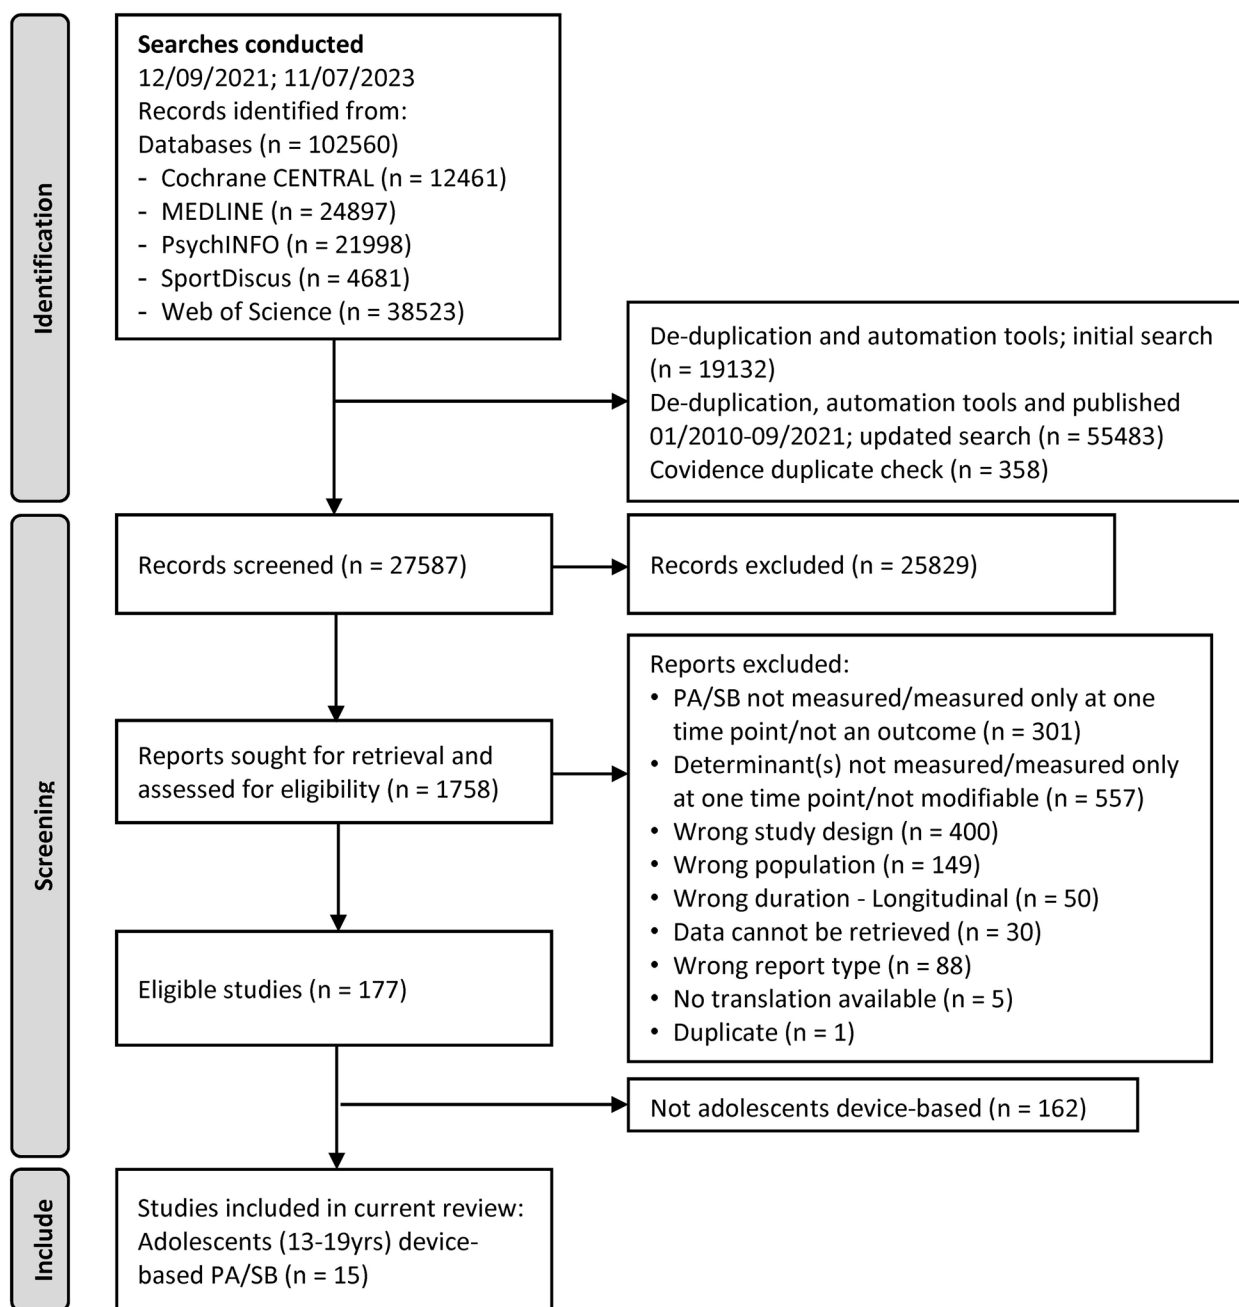 Identification
Searches conducted
12/09/2021; 11/07/2023
Records identified from:
Databases (n = 102560)
- Cochrane CENTRAL (n = 12461)
- MEDLINE (n = 24897)
- PsychINFO (n = 21998)
- SportDiscus (n = 4681)
- Web of Science (n = 38523)
De-duplication and automation tools; initial search
(n = 19132)
De-duplication, automation tools and published
01/2010-09/2021; updated search (n = 55483)
Covidence duplicate check (n = 358)
Screening
Records screened (n = 27587)
Records excluded (n = 25829)
Reports sought for retrieval and
assessed for eligibility (n = 1758)
Reports excluded:
• PA/SB not measured/measured only at one
time point/not an outcome (n = 301)
• Determinant(s) not measured/measured only
at one time point/not modifiable (n = 557)
• Wrong study design (n = 400)
• Wrong population (n = 149)
• Wrong duration - Longitudinal (n = 50)
• Data cannot be retrieved (n = 30)
• Wrong report type (n = 88)
• No translation available (n = 5)
• Duplicate (n = 1)
Eligible studies (n = 177)
Not adolescents device-based (n = 162)
Include
Studies included in current review:
Adolescents (13-19yrs) device-
based PA/SB (n = 15)